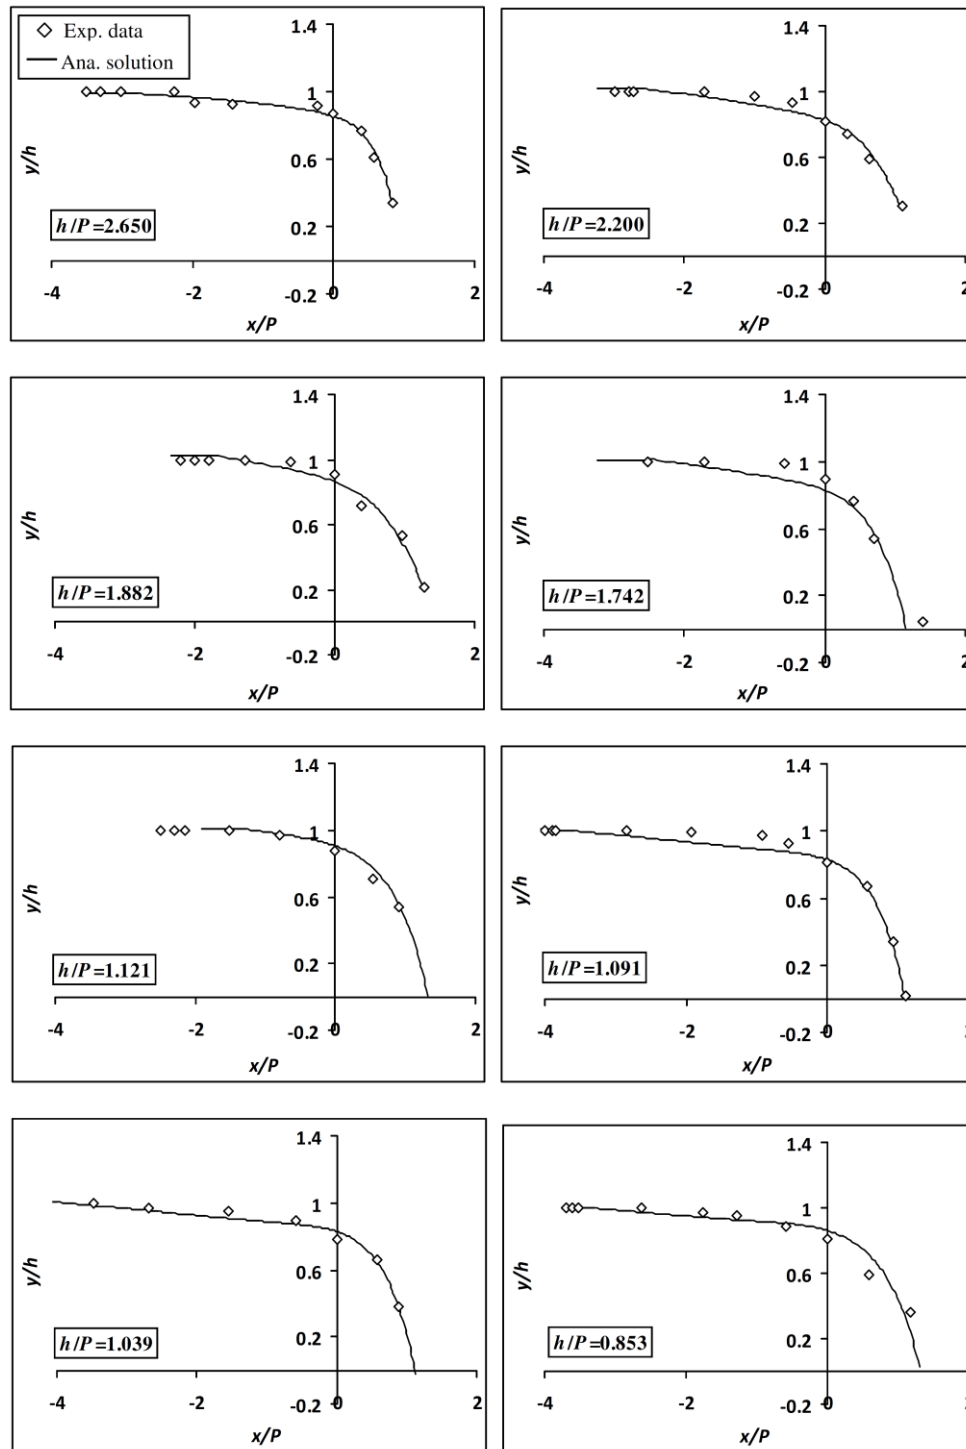 Exp. data
Ana. solution
1.4
1
0.6
0.2
-0.2
y/h
h/P=2.650
-4
-2
0
2
x/P
1.4
1
0.6
0.2
-0.2
y/h
h/P=2.200
-4
-2
0
2
x/P
1.4
1
0.6
0.2
-0.2
y/h
h/P=1.882
-4
-2
0
2
x/P
1.4
1
0.6
0.2
-0.2
y/h
h/P=1.742
-4
-2
0
2
x/P
1.4
1
0.6
0.2
-0.2
y/h
h/P=1.121
-4
-2
0
2
x/P
1.4
1
0.6
0.2
-0.2
y/h
h/P=1.091
-4
-2
0
2
x/P
1.4
1
0.6
0.2
-0.2
y/h
h/P=1.039
-4
-2
0
2
x/P
1.4
1
0.6
0.2
-0.2
y/h
h/P=0.853
-4
-2
0
2
x/P